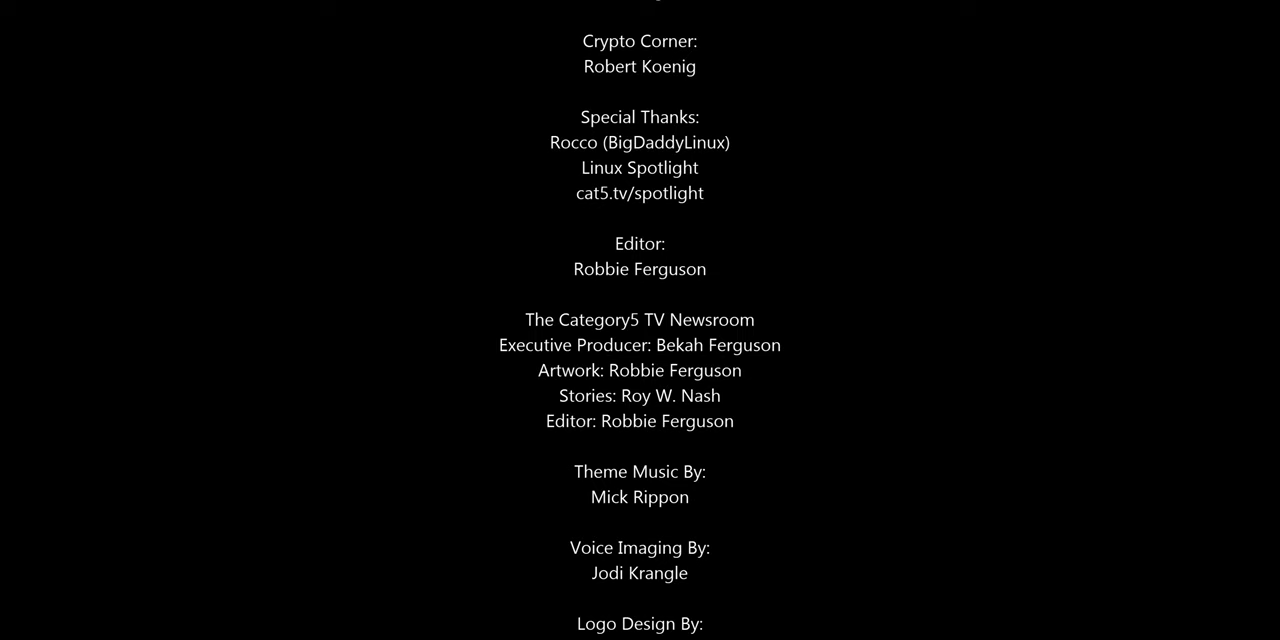 Crypto Corner:
Robert Koenig
Special Thanks:
Rocco (BigDaddyLinux)
Linux Spotlight
cat5.tv/spotlight
Editor:
Robbie Ferguson
The Category5 TV Newsroom
Executive Producer: Bekah Ferguson
Artwork: Robbie Ferguson
Stories: Roy W. Nash
Editor: Robbie Ferguson
Theme Music By:
Mick Rippon
Voice Imaging By:
Jodi Krangle
Logo Design By: